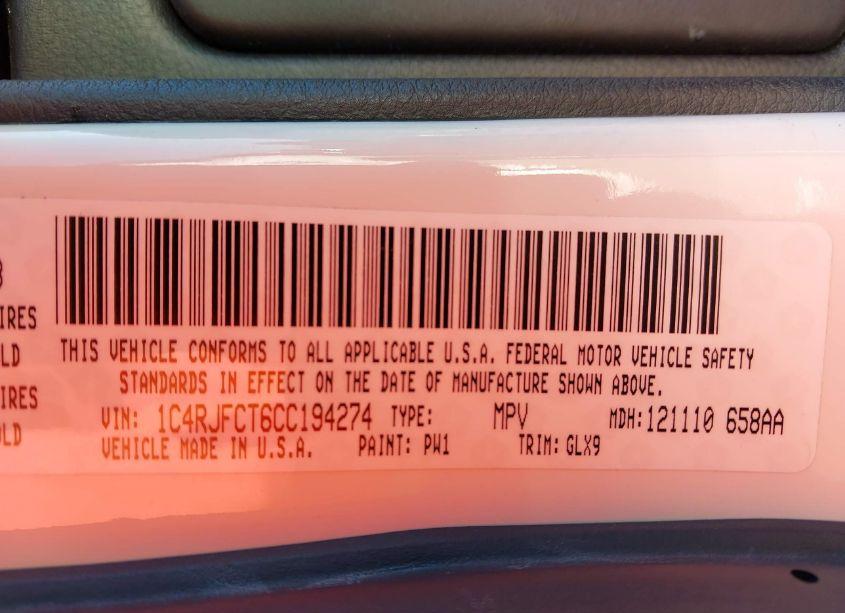 IRES
THIS VEHICLE CONFORMS TO ALL APPLICABLE U.S.A. FEDERAL MOTOR VEHICLE SAFETY
LD
STANDARDS IN EFFECT ON THE DATE OF MANUFACTURE SHOWN ABOVE.
IRES
VIN: 1C4RJFCT6CC194274 TYPE: MPV MDH:121110 658AA
OLD
VEHICLE MADE IN U.S.A. PAINT: PW1 TRIM: GLX9